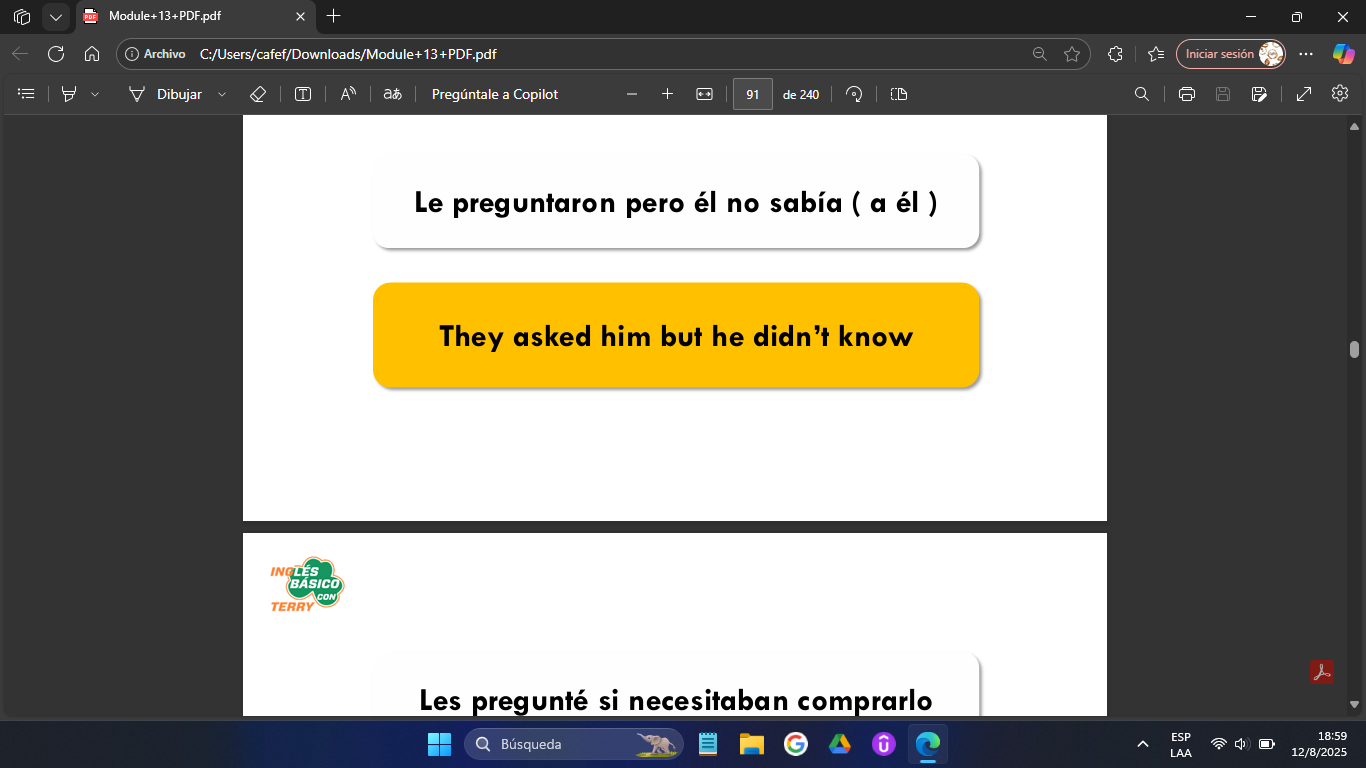 Module+13+PDF.pdf
Archivo C:/Users/cafef/Downloads/Module+13+PDF.pdf
Iniciar sesión
Dibujar
Pregúntale a Copilot
91 de 240
Le preguntaron pero él no sabía ( a él )
They asked him but he didn’t know
INGLÉS
BÁSICO
CON
TERRY
Les pregunté si necesitaban comprarlo
Búsqueda
ESP
LAA
18:59
12/8/2025